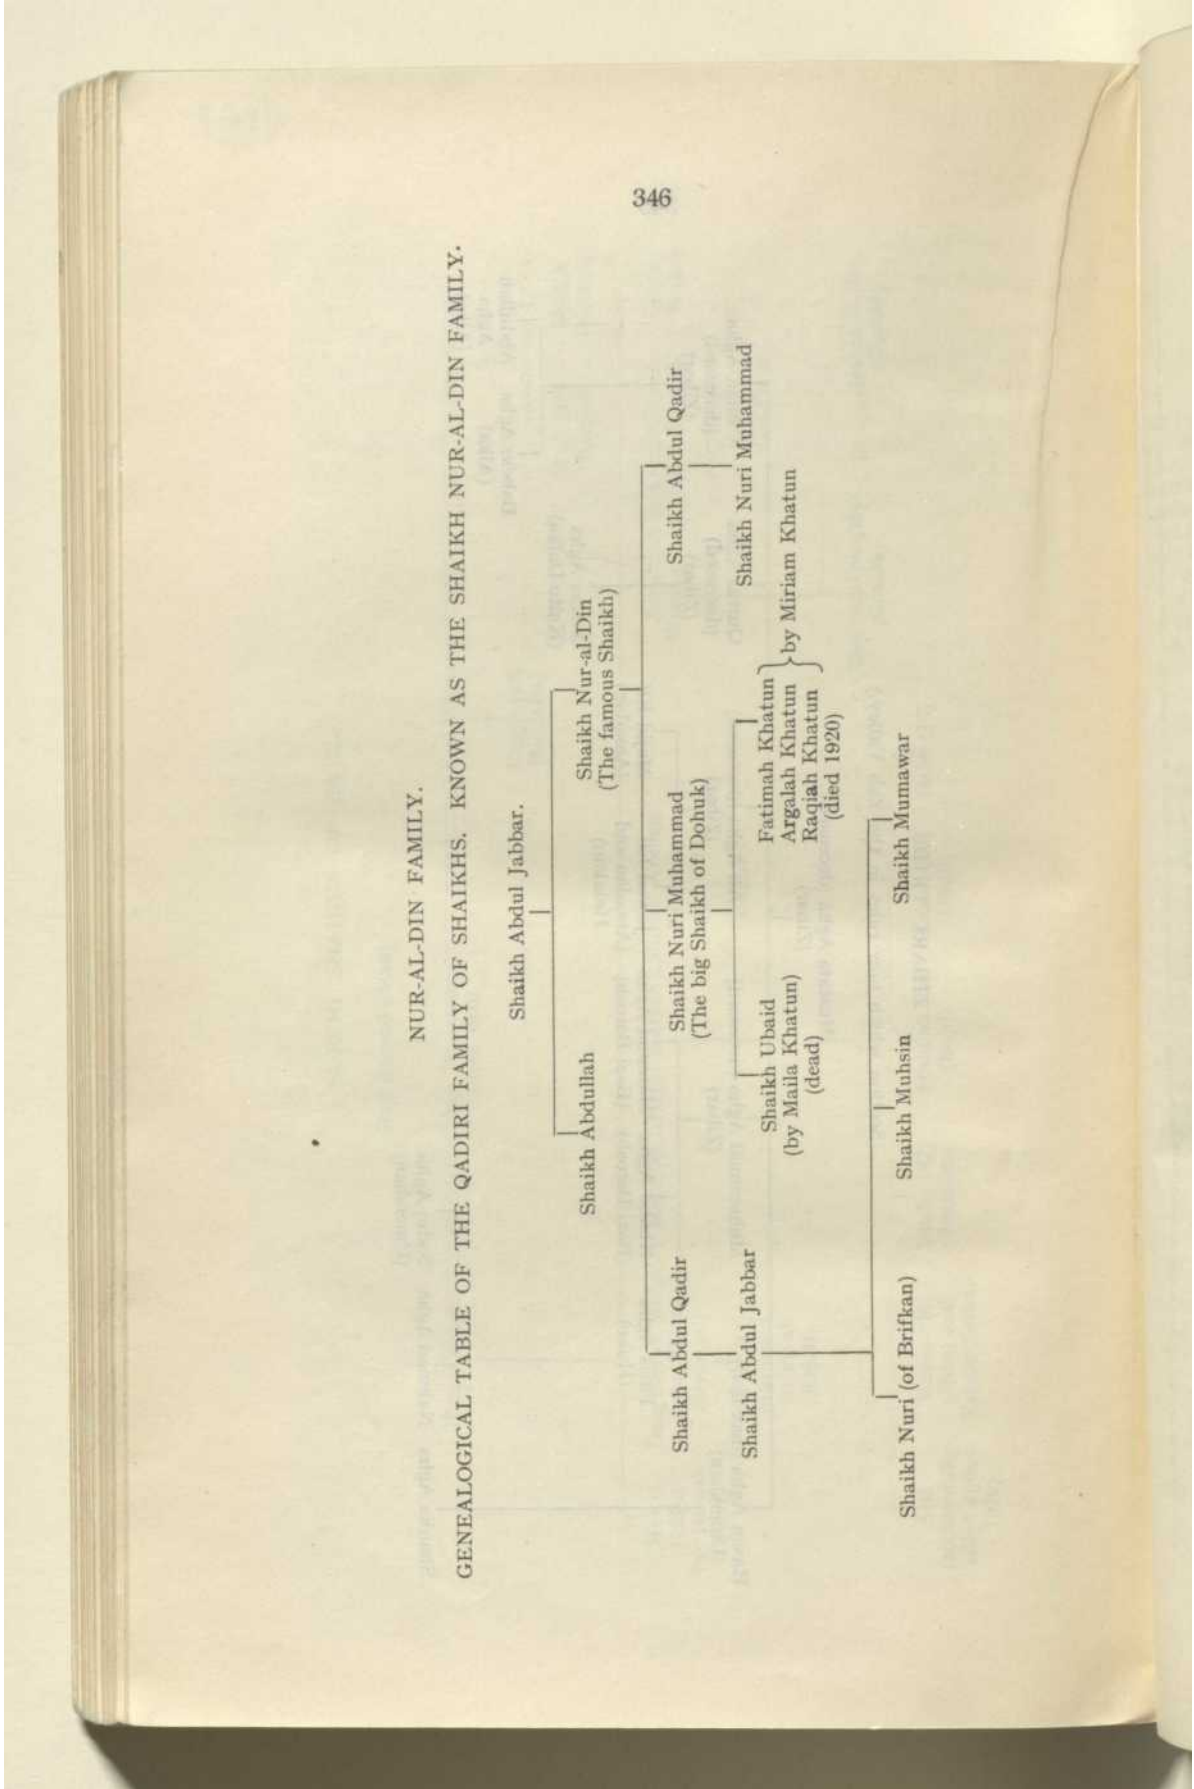 346
NUR-AL-DIN FAMILY.
GENEALOGICAL TABLE OF THE QADIRI FAMILY OF SHAIKHS. KNOWN AS THE SHAIKH NUR-AL-DIN FAMILY.
Shaikh Abdul Jabbar.
Shaikh Abdullah
Shaikh Nur-al-Din
(The famous Shaikh)
Shaikh Abdul Qadir
Shaikh Nuri Muhammad
(The big Shaikh of Dohuk)
Shaikh Abdul Qadir
Shaikh Abdul Jabbar
Shaikh Ubaid
(by Maila Khatun)
(dead)
Fatimah Khatun
Argalah Khatun
Raqiah Khatun
(died 1920)
by Miriam Khatun
Shaikh Nuri Muhammad
Shaikh Nuri (of Brifkan)
Shaikh Muhsin
Shaikh Mumawar